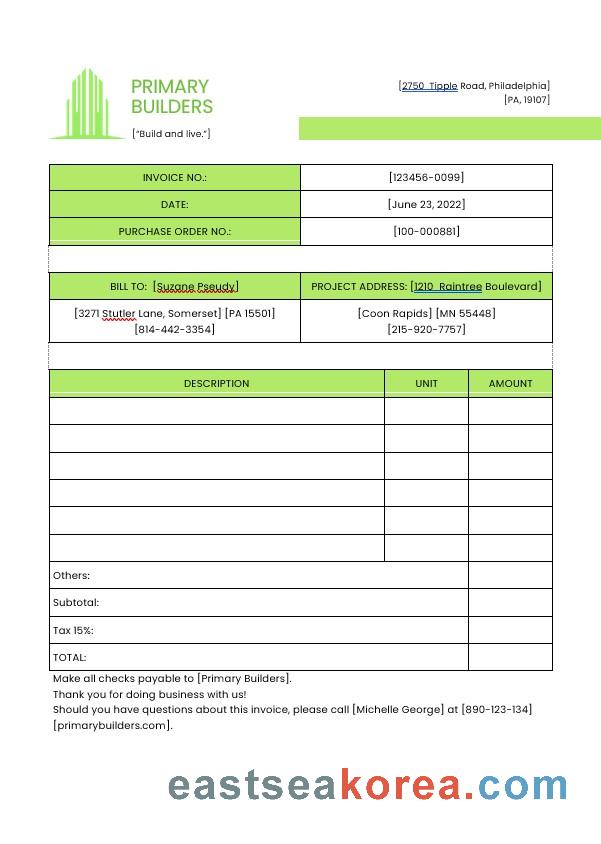 PRIMARY
BUILDERS
["Build and live."]
[2750  Tipple Road, Philadelphia]
[PA, 19107]
INVOICE NO.: [123456-0099]
DATE: [June 23, 2022]
PURCHASE ORDER NO.: [100-000881]
BILL TO:  [Suzane Pseudy] PROJECT ADDRESS: [1210  Raintree Boulevard]
[3271 Stutler Lane, Somerset] [PA 15501] [Coon Rapids] [MN 55448]
[814-442-3354] [215-920-7757]
DESCRIPTION UNIT AMOUNT
Others:
Subtotal:
Tax 15%:
TOTAL:
Make all checks payable to [Primary Builders].
Thank you for doing business with us!
Should you have questions about this invoice, please call [Michelle George] at [890-123-134]
[primarybuilders.com].
eastseakorea.com